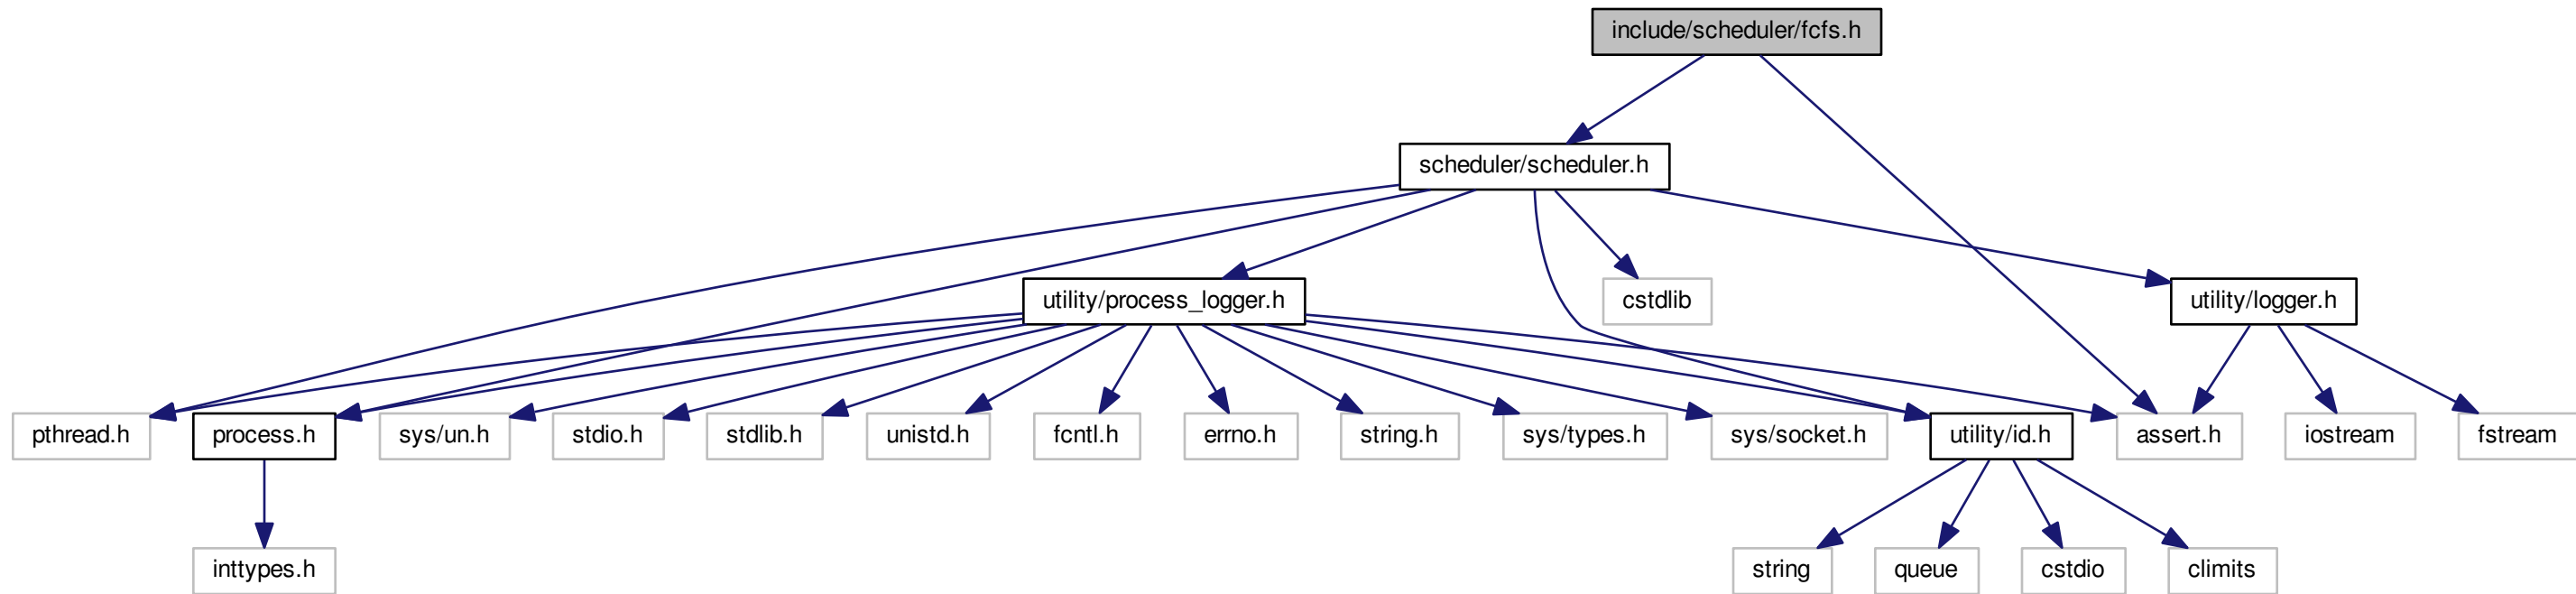 include/scheduler/fcfs.h
scheduler/scheduler.h
utility/process_logger.h
cstdlib
utility/logger.h
pthread.h
process.h
sys/un.h
stdio.h
stdlib.h
unistd.h
fcntl.h
errno.h
string.h
sys/types.h
sys/socket.h
utility/id.h
assert.h
iostream
fstream
inttypes.h
string
queue
cstdio
climits